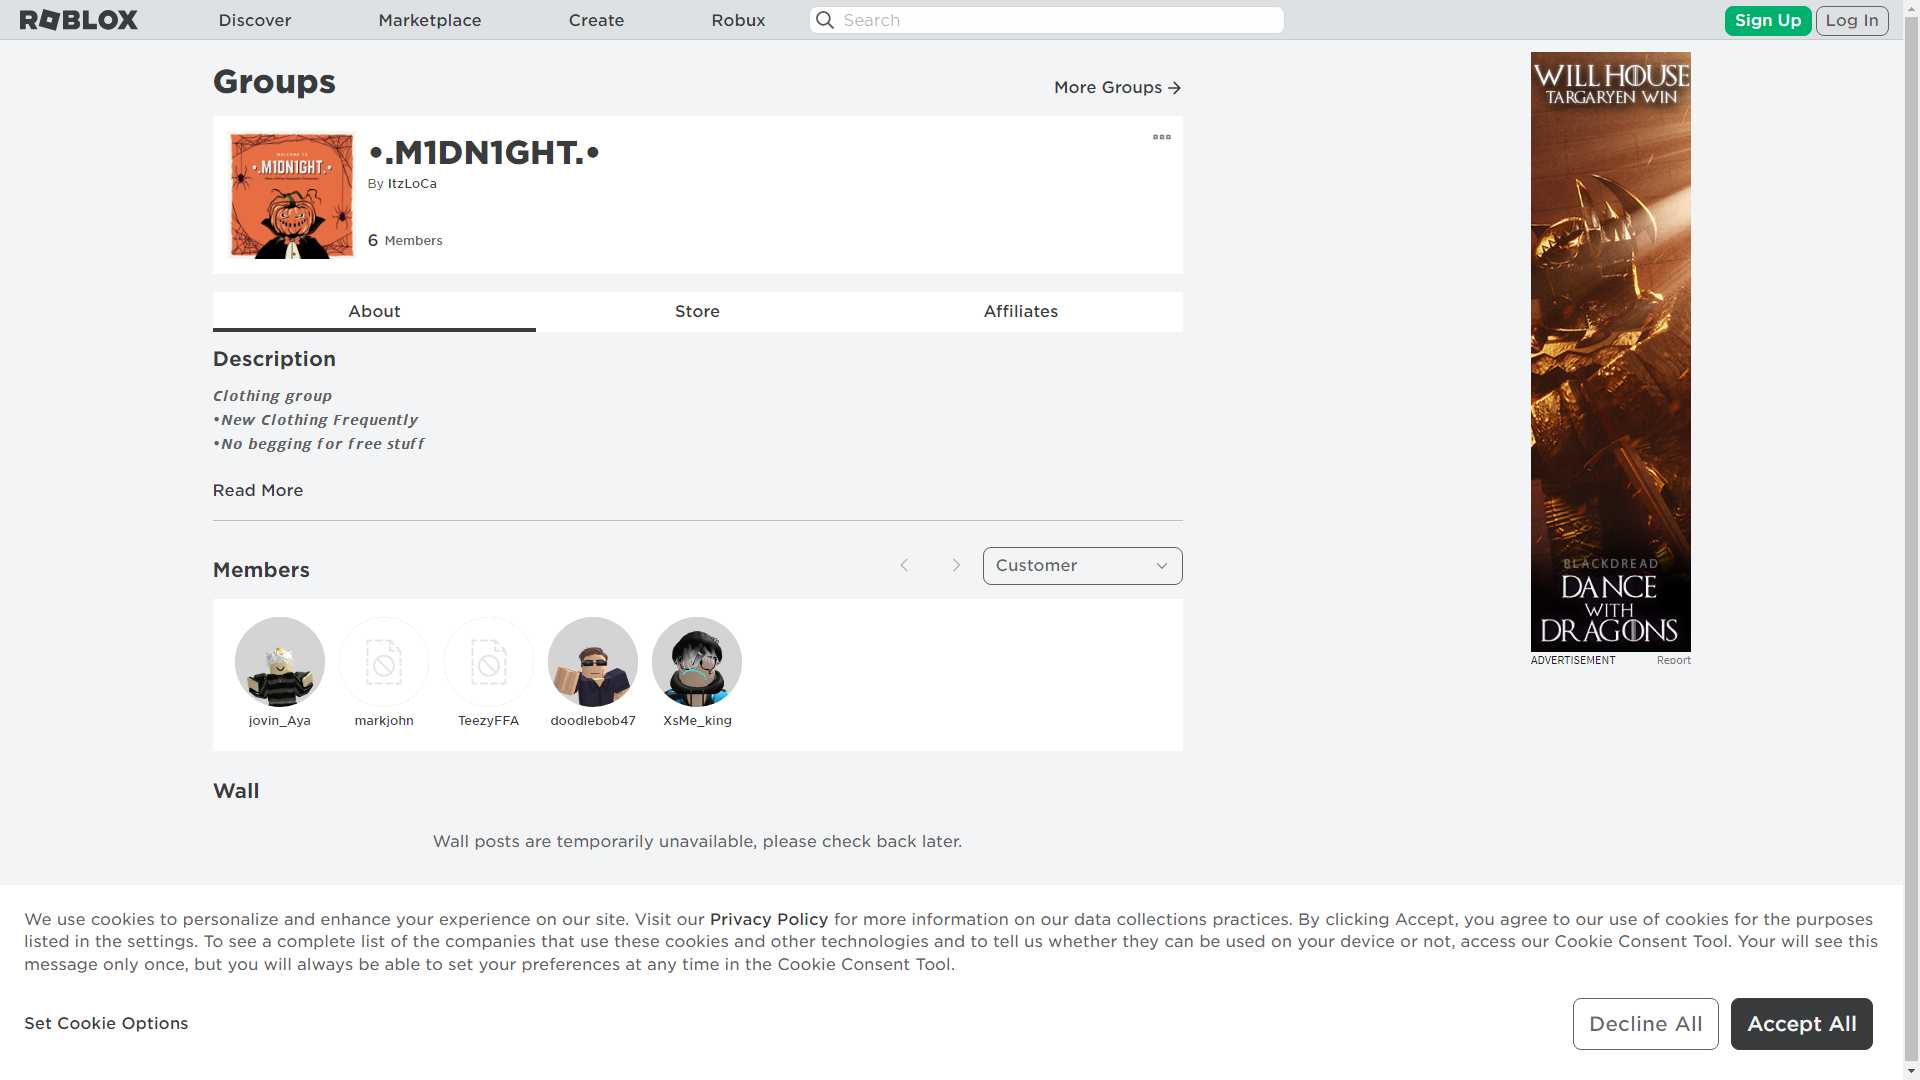 ROBLOX
Discover
Marketplace
Create
Robux
Search
Sign Up
Log In
Groups
More Groups
WELCOME TO
•.M1DN1GHT.•
•.M1DN1GHT.•
By ItzLoCa
6 Members
About
Store
Affiliates
Description
Clothing group
•New Clothing Frequently
•No begging for free stuff
Read More
Members
Customer
jovin_Aya
markjohn
TeezyFFA
doodlebob47
XsMe_king
Wall
Wall posts are temporarily unavailable, please check back later.
WILL HOUSE
TARGARYEN WIN
BLACKDREAD
DANCE
WITH
DRAGONS
ADVERTISEMENT
Report
We use cookies to personalize and enhance your experience on our site. Visit our Privacy Policy for more information on our data collections practices. By clicking Accept, you agree to our use of cookies for the purposes
listed in the settings. To see a complete list of the companies that use these cookies and other technologies and to tell us whether they can be used on your device or not, access our Cookie Consent Tool. Your will see this
message only once, but you will always be able to set your preferences at any time in the Cookie Consent Tool.
Set Cookie Options
Decline All
Accept All